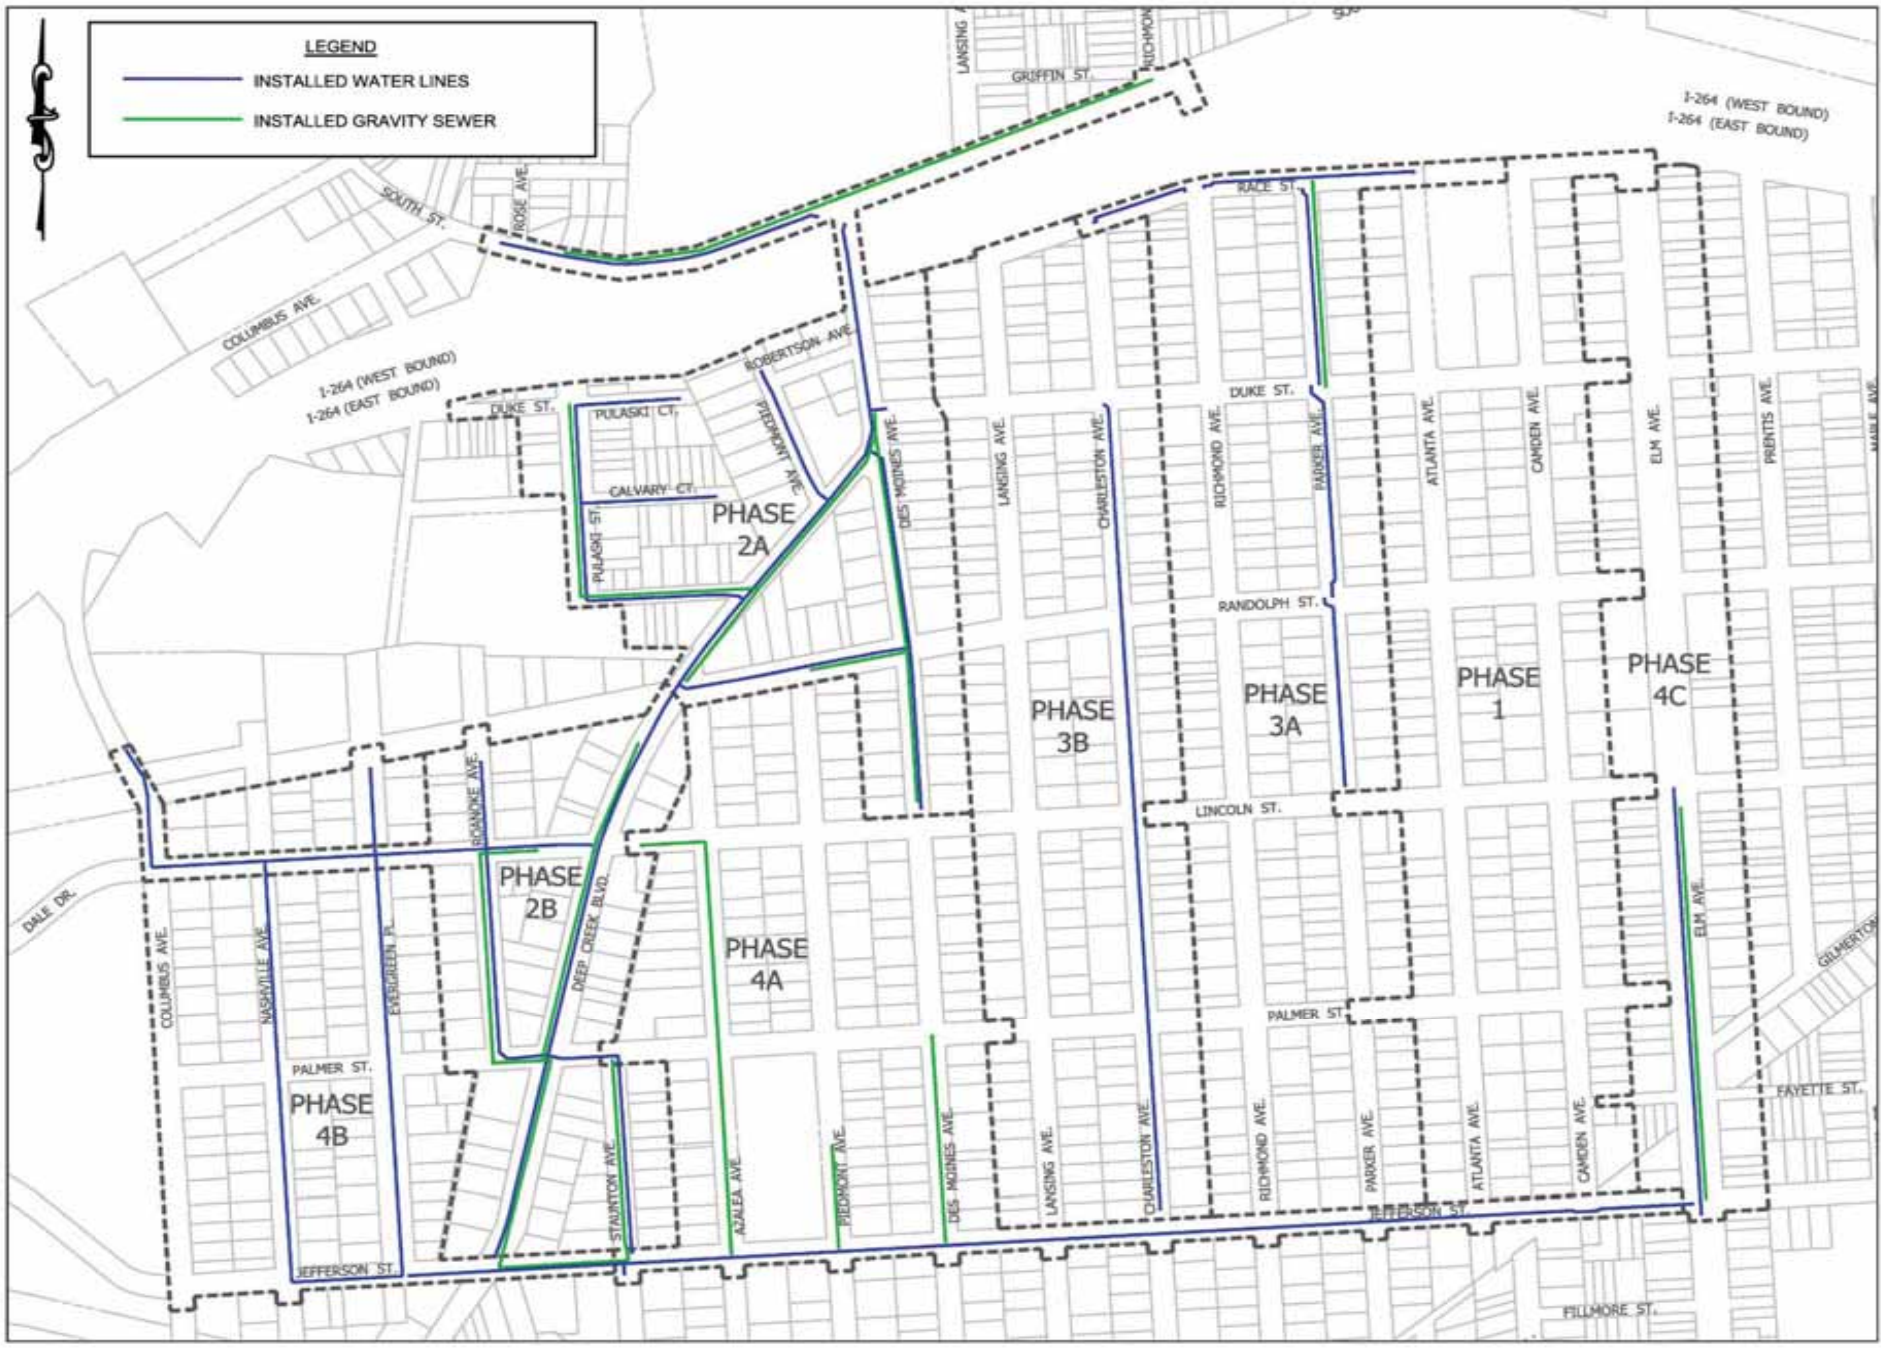 LEGEND
INSTALLED WATER LINES
INSTALLED GRAVITY SEWER
LANSING
GRIFFIN ST.
I-264 (WEST BOUND)
I-264 (EAST BOUND)
SOUTH ST.
ROSE AVE.
RACE ST.
COLUMBUS AVE.
I-264 (WEST BOUND)
I-264 (EAST BOUND)
ROBERTSON AVE.
DUKE ST.
PULASKI CT.
PIEDMONT AVE.
CALVARY CT.
PULASKI ST.
PHASE
2A
DES MOINES AVE.
LANSING AVE.
CHARLESTON AVE.
RICHMOND AVE.
DUKE ST.
PARKER AVE.
ATLANTA AVE.
CAMDEN AVE.
ELM AVE.
PRENTIS AVE.
RANDOLPH ST.
PHASE
3B
PHASE
3A
PHASE
1
PHASE
4C
LINCOLN ST.
ROANOKE AVE.
PHASE
2B
DEEP CREEK BLVD.
DALE DR.
COLUMBUS AVE.
NASHVILLE AVE.
EVERGREEN PL.
PHASE
4A
ELM AVE.
PALMER ST.
PALMER ST.
PHASE
4B
FAYETTE ST.
STAUNTON AVE.
AZALEA AVE.
PIEDMONT AVE.
DES MOINES AVE.
LANSING AVE.
CHARLESTON AVE.
RICHMOND AVE.
PARKER AVE.
ATLANTA AVE.
CAMDEN AVE.
JEFFERSON ST.
JEFFERSON ST.
FILLMORE ST.